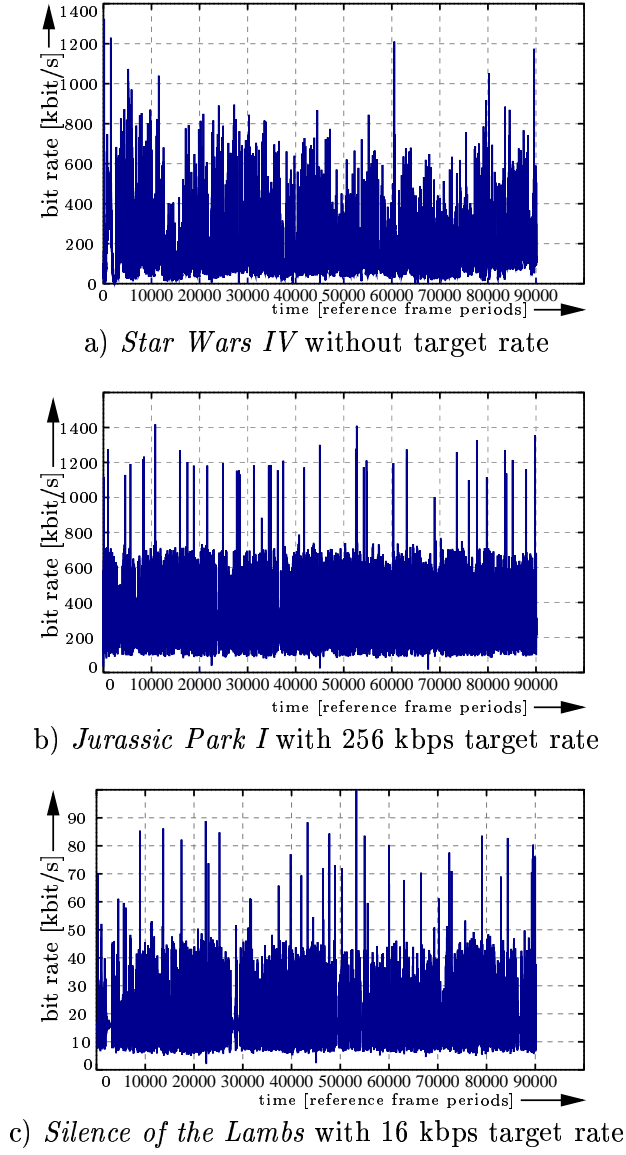 1400
1200
1000
800
600
400
200
0
bit rate [kbit/s]
0 10000 20000 30000 40000 50000 60000 70000 80000 90000
time [reference frame periods]
a) Star Wars IV without target rate
1400
1200
1000
800
600
400
200
0
bit rate [kbit/s]
0 10000 20000 30000 40000 50000 60000 70000 80000 90000
time [reference frame periods]
b) Jurassic Park I with 256 kbps target rate
90
80
70
60
50
40
30
20
10
0
bit rate [kbit/s]
0 10000 20000 30000 40000 50000 60000 70000 80000 90000
time [reference frame periods]
c) Silence of the Lambs with 16 kbps target rate